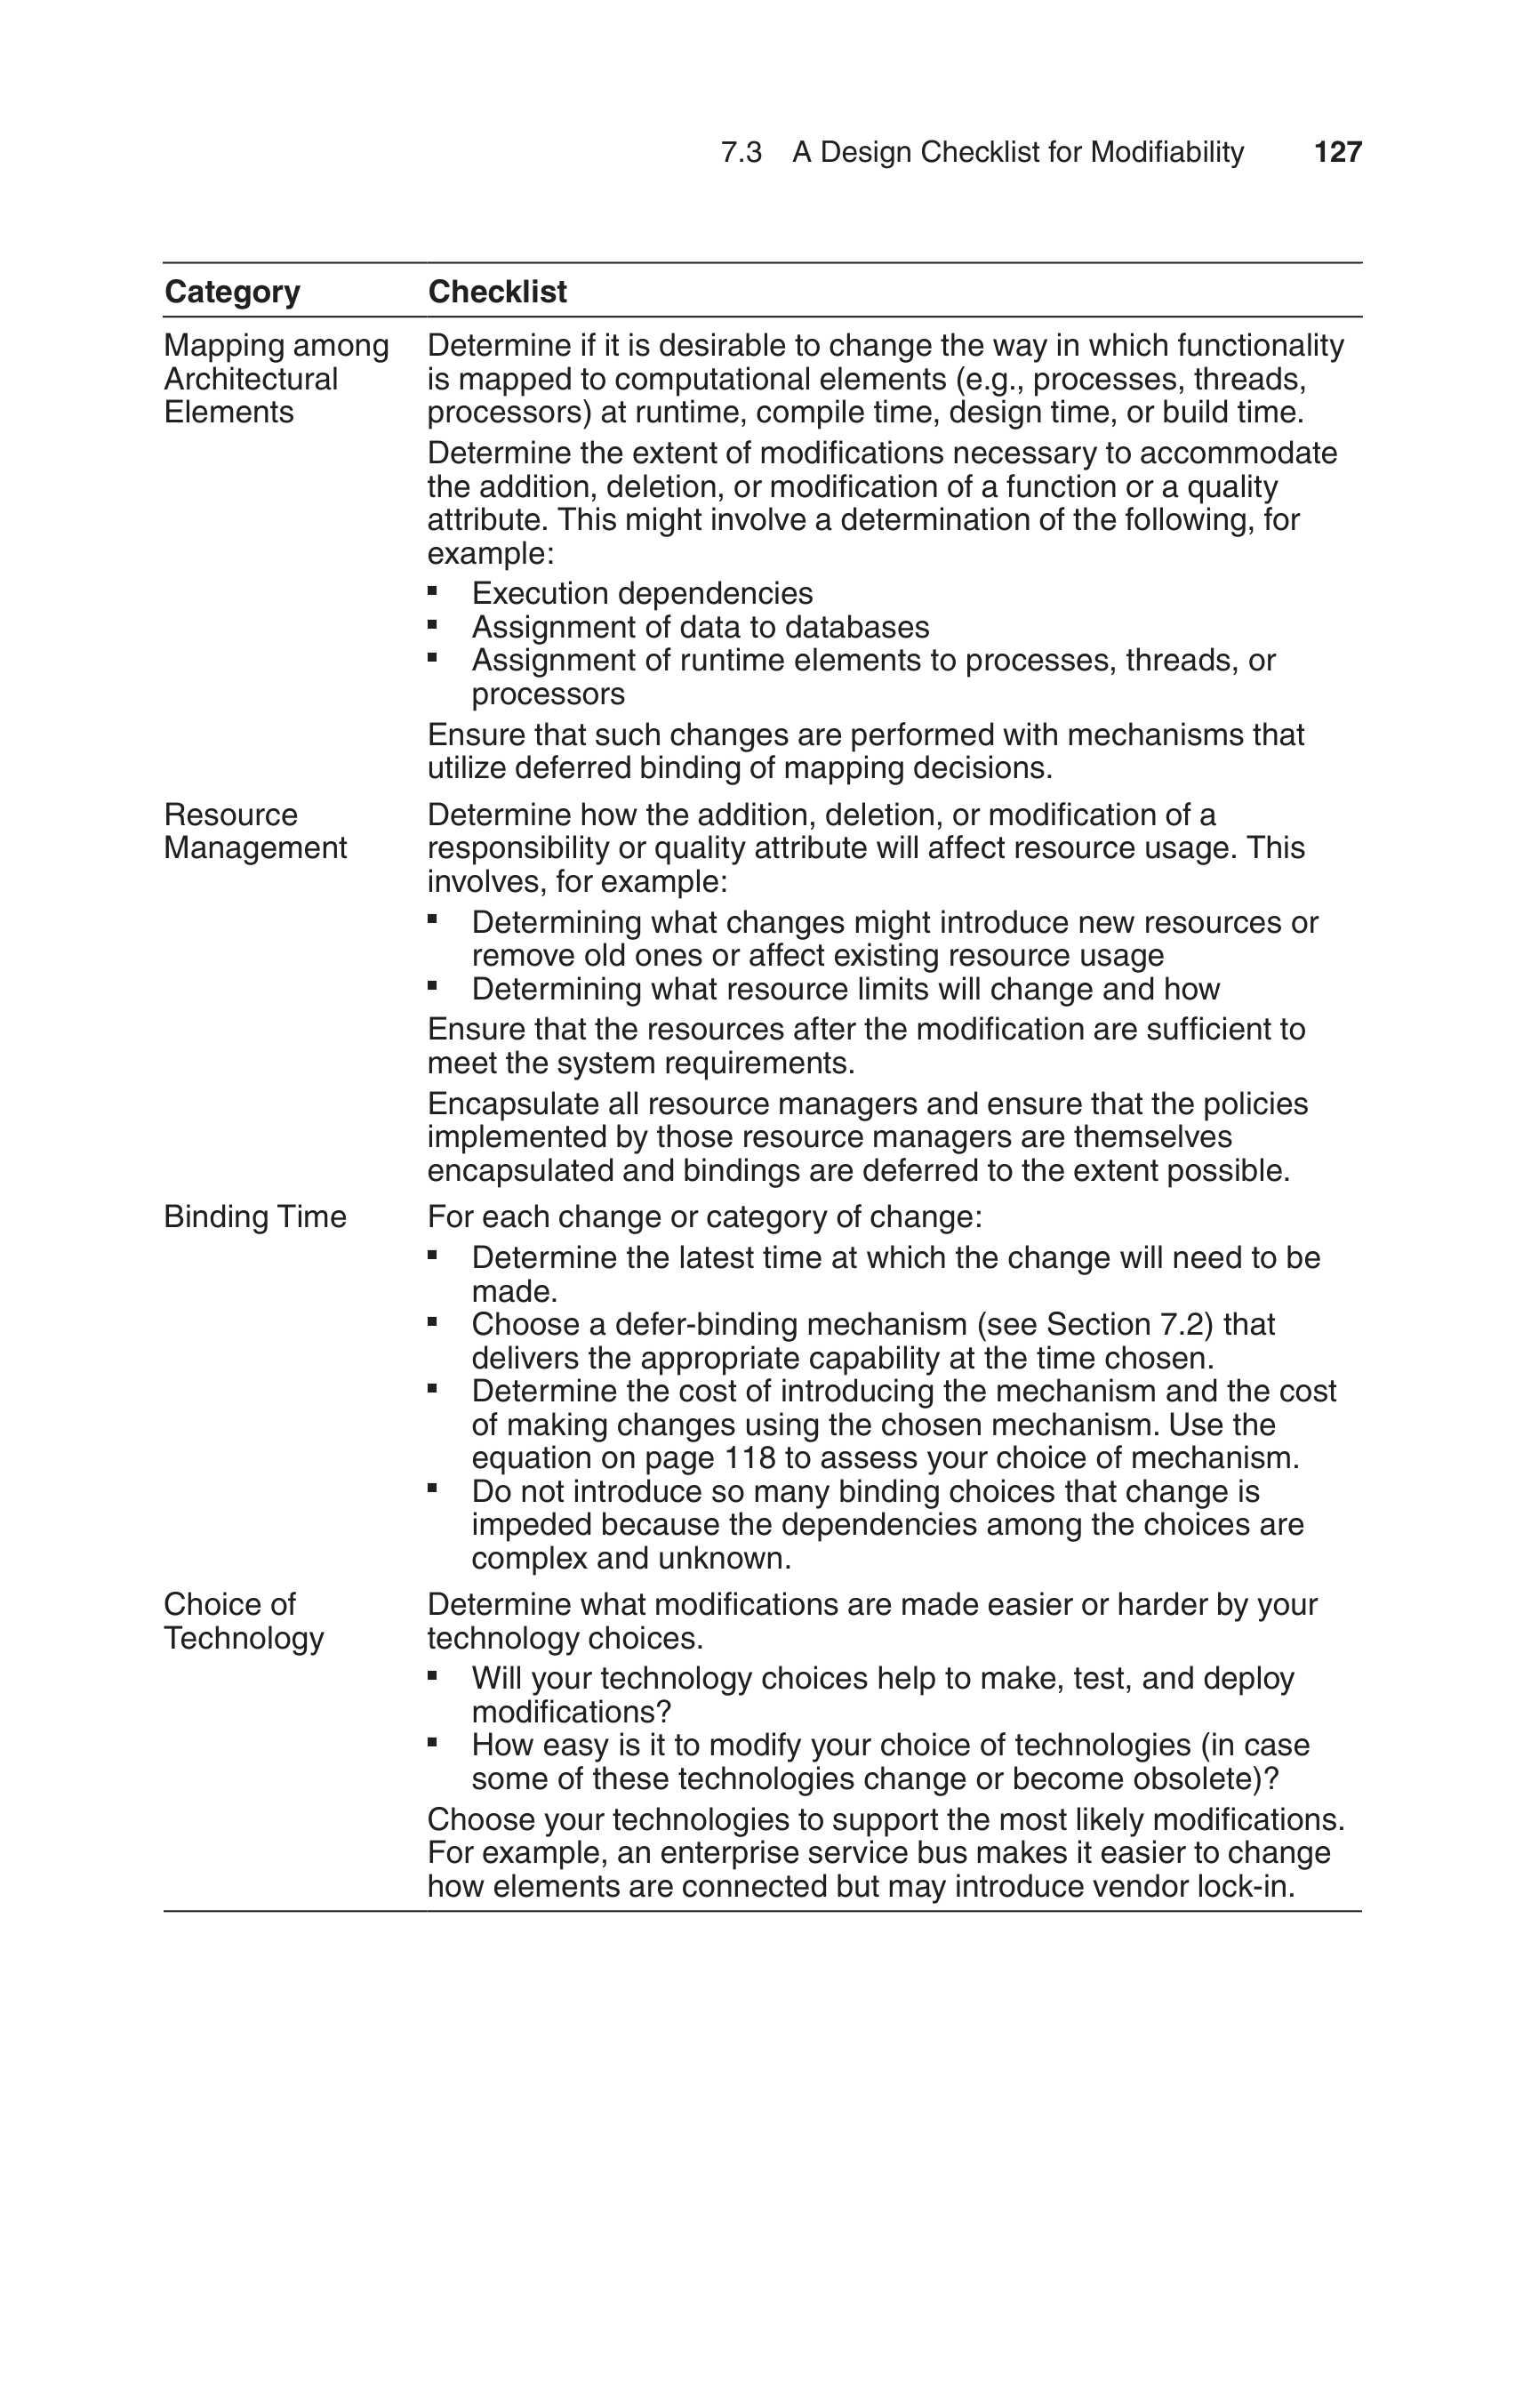 7.3 A Design Checklist for Modifiability 127
Category Checklist
Mapping among Determine if it is desirable to change the way in which functionality
Architectural is mapped to computational elements (e.g., processes, threads,
Elements processors) at runtime, compile time, design time, or build time.
Determine the extent of modifications necessary to accommodate
the addition, deletion, or modification of a function or a quality
attribute. This might involve a determination of the following, for
example:
▪ Execution dependencies
▪ Assignment of data to databases
▪ Assignment of runtime elements to processes, threads, or
processors
Ensure that such changes are performed with mechanisms that
utilize deferred binding of mapping decisions.
Resource Determine how the addition, deletion, or modification of a
Management responsibility or quality attribute will affect resource usage. This
involves, for example:
▪ Determining what changes might introduce new resources or
remove old ones or affect existing resource usage
▪ Determining what resource limits will change and how
Ensure that the resources after the modification are sufficient to
meet the system requirements.
Encapsulate all resource managers and ensure that the policies
implemented by those resource managers are themselves
encapsulated and bindings are deferred to the extent possible.
Binding Time For each change or category of change:
▪ Determine the latest time at which the change will need to be
made.
▪ Choose a defer-binding mechanism (see Section 7.2) that
delivers the appropriate capability at the time chosen.
▪ Determine the cost of introducing the mechanism and the cost
of making changes using the chosen mechanism. Use the
equation on page 118 to assess your choice of mechanism.
▪ Do not introduce so many binding choices that change is
impeded because the dependencies among the choices are
complex and unknown.
Choice of Determine what modifications are made easier or harder by your
Technology technology choices.
▪ Will your technology choices help to make, test, and deploy
modifications?
▪ How easy is it to modify your choice of technologies (in case
some of these technologies change or become obsolete)?
Choose your technologies to support the most likely modifications.
For example, an enterprise service bus makes it easier to change
how elements are connected but may introduce vendor lock-in.